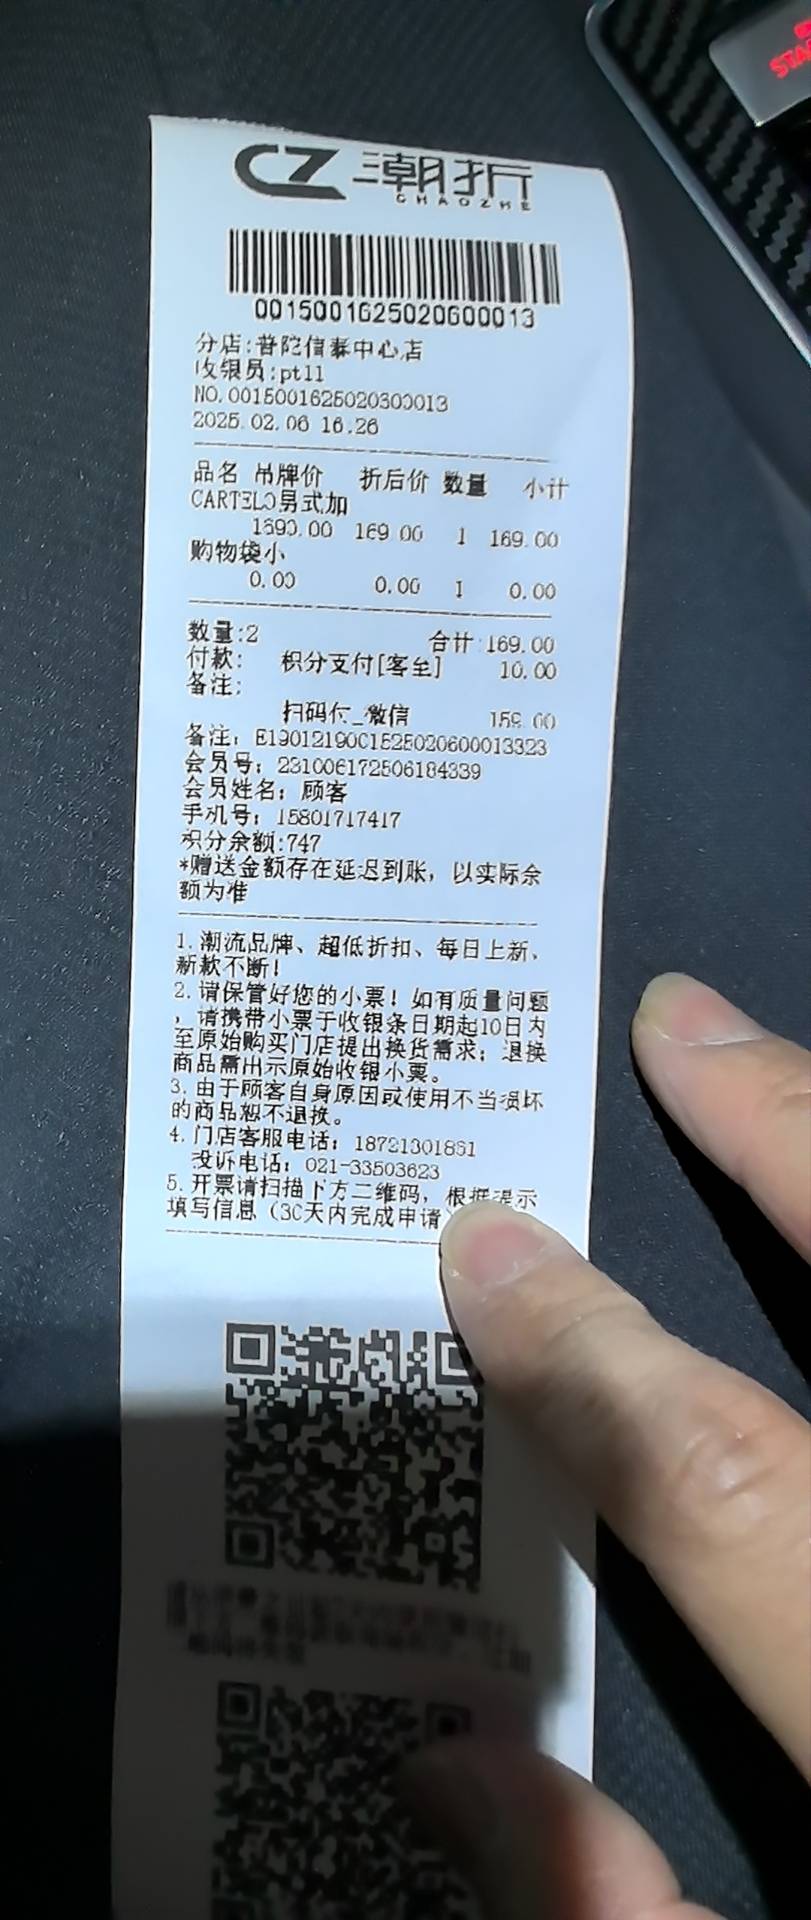 CZ 潮折
CHAOZHE
0015001625020600013
分店:普陀信泰中心店
收银员:pt11
NO.0015001625020300013
2025.02.06 16.26
品名 吊牌价 折后价 数量 小计
CARTELO男式加
1690.00 169.00 1 169.00
购物袋小
0.00 0.00 1 0.00
数量:2 合计:169.00
付款: 积分支付[客至] 10.00
备注:
扫码付_微信 159.00
备注: E19012190C1525020600013323
会员号: 231006172506184339
会员姓名: 顾客
手机号: 15801717417
积分余额:747
*赠送金额存在延迟到账，以实际余
额为准
1.潮流品牌、超低折扣、每日上新、
新款不断!
2.请保管好您的小票!如有质量问题
，请携带小票于收银条日期起10日内
至原始购买门店提出换货需求；退换
商品需出示原始收银小票。
3.由于顾客自身原因或使用不当损坏
的商品恕不退换。
4.门店客服电话: 18721301861
投诉电话: 021-33503623
5.开票请扫描下方二维码，根据提示
填写信息（30天内完成申请
STA